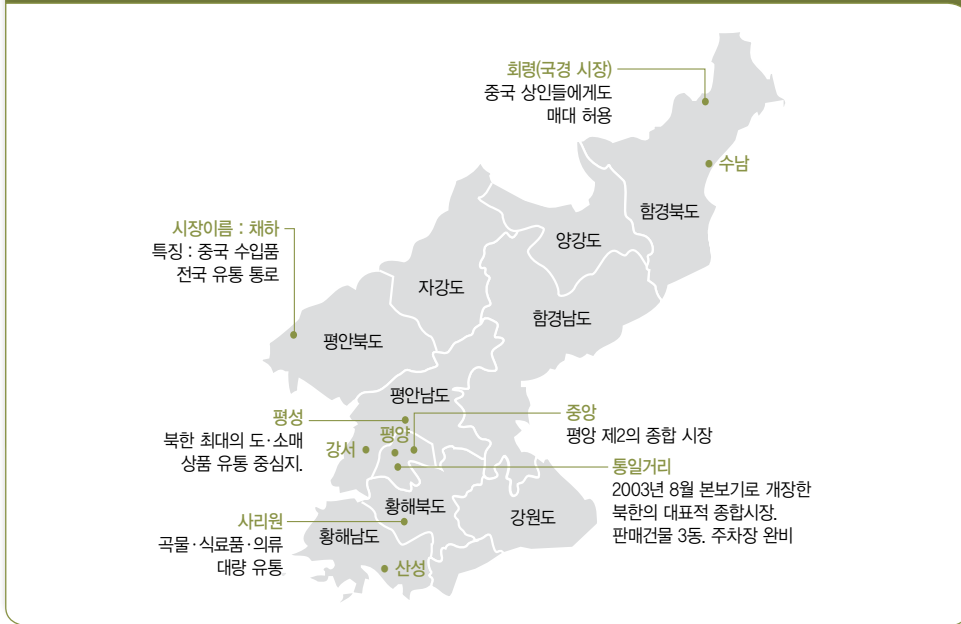 회령(국경 시장)
중국 상인들에게도
매대 허용
수남
함경북도
양강도
시장이름 : 채하
특징 : 중국 수입품
전국 유통 통로
자강도
함경남도
평안북도
평안남도
평성
북한 최대의 도·소매
상품 유통 중심지.
강서
평양
중앙
평앙 제2의 종합 시장
통일거리
2003년 8월 본보기로 개장한
북한의 대표적 종합시장.
판매건물 3동. 주차장 완비
황해북도
강원도
사리원
곡물·식료품·의류
대량 유통
황해남도
산성